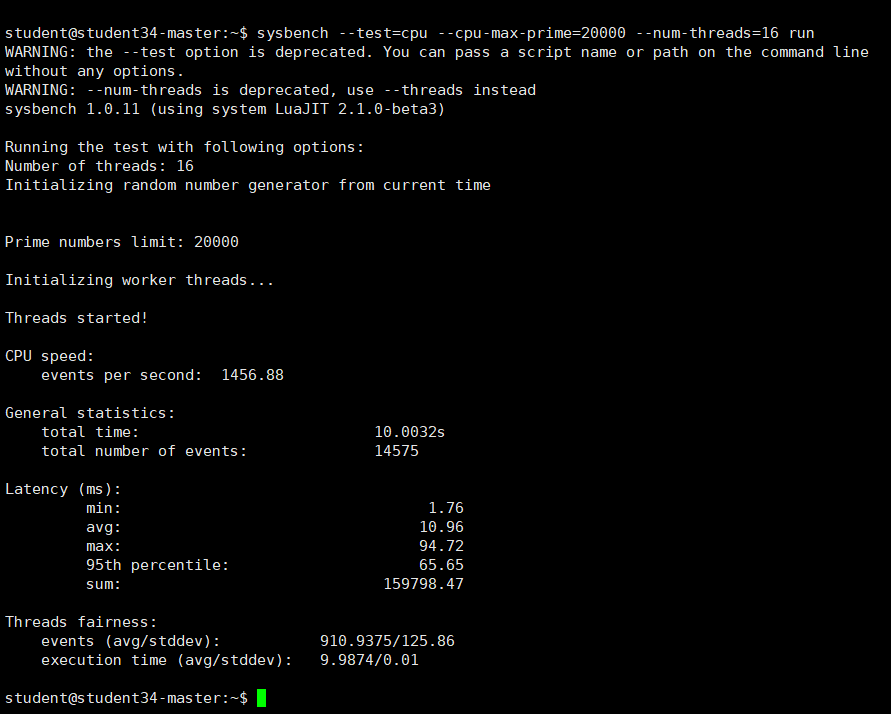 student@student34-master:~$ sysbench --test=cpu --cpu-max-prime=20000 --num-threads=16 run
WARNING: the --test option is deprecated. You can pass a script name or path on the command line
without any options.
WARNING: --num-threads is deprecated, use --threads instead
sysbench 1.0.11 (using system LuaJIT 2.1.0-beta3)
Running the test with following options:
Number of threads: 16
Initializing random number generator from current time
Prime numbers limit: 20000
Initializing worker threads...
Threads started!
CPU speed:
events per second: 1456.88
General statistics:
total time: 10.0032s
total number of events: 14575
Latency (ms):
min: 1.76
avg: 10.96
max: 94.72
95th percentile: 65.65
sum: 159798.47
Threads fairness:
events (avg/stddev): 910.9375/125.86
execution time (avg/stddev): 9.9874/0.01
student@student34-master:~$